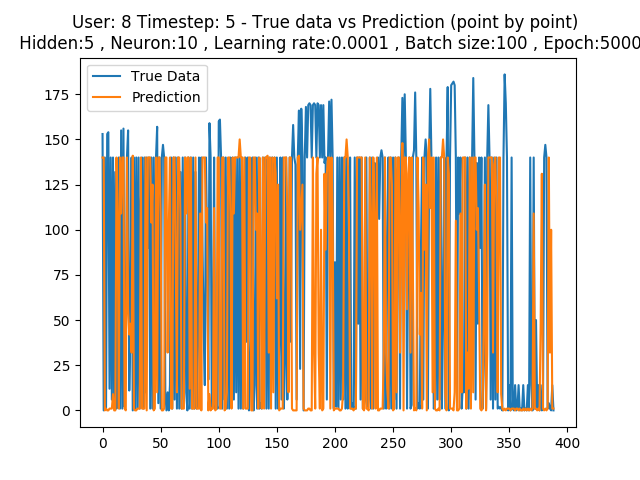 User: 8 Timestep: 5 - True data vs Prediction (point by point)
Hidden:5 , Neuron:10 , Learning rate:0.0001 , Batch size:100 , Epoch:5000
True Data
Prediction
175
150
125
100
75
50
25
0
0 50 100 150 200 250 300 350 400